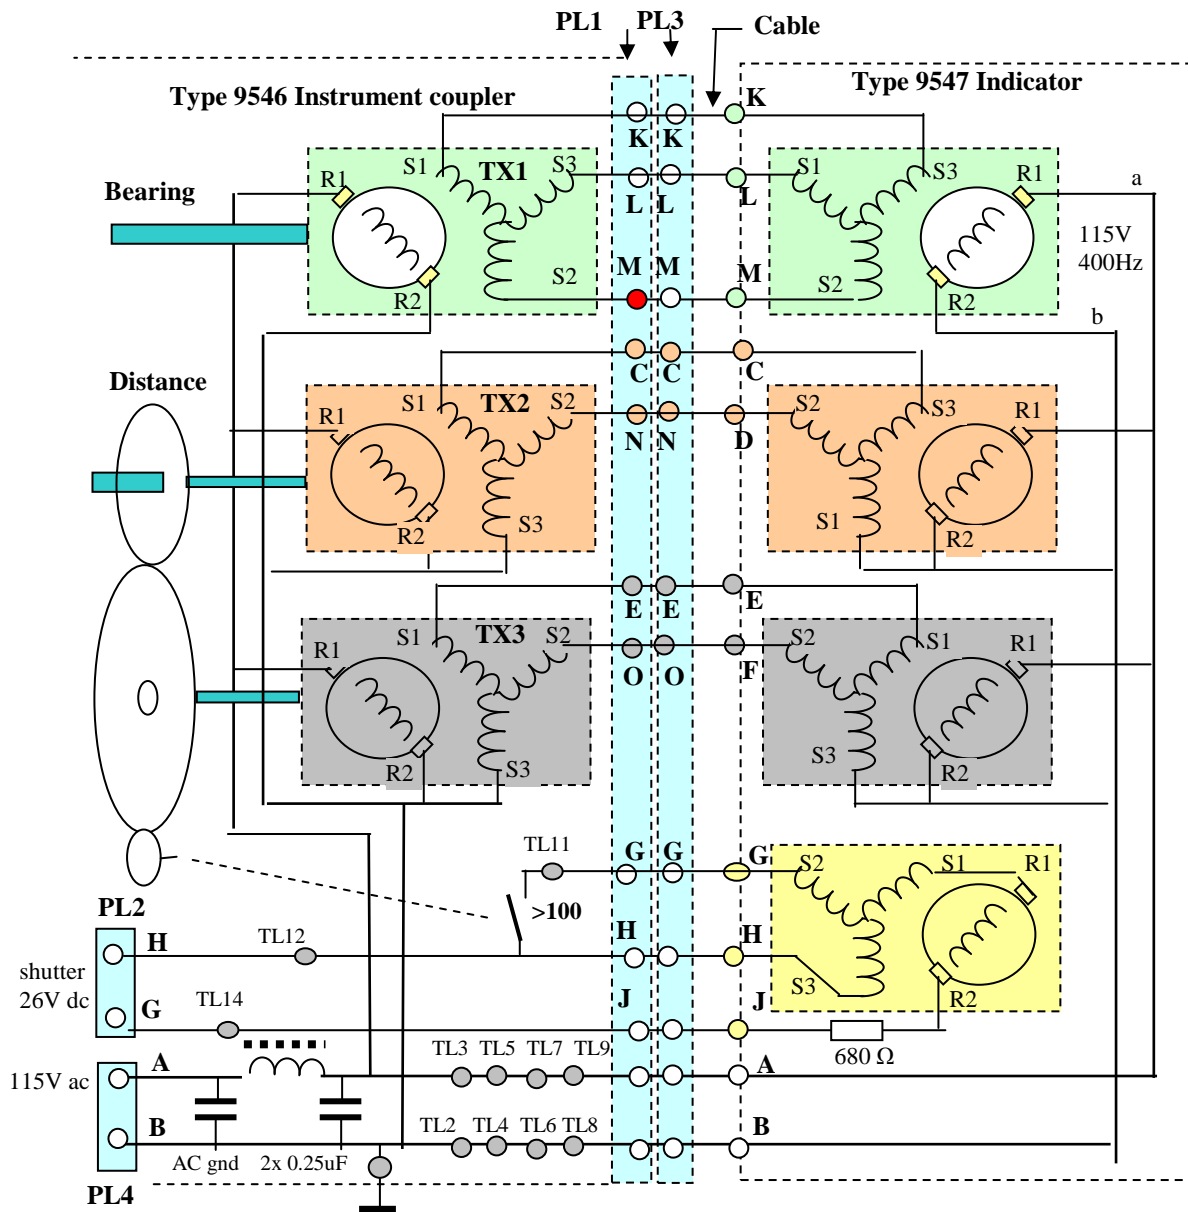 PL1 PL3 Cable
Type 9546 Instrument coupler
Type 9547 Indicator
K
K K
S1 TX1 S3
S1 S3
R1 R1 a
Bearing
L L L
115V
400Hz
M M M
S2 S2
R2 R2
b
C C C
Distance
S1 TX2 S2
S2 S3 R1
R1
N N D
S3 S1
R2 R2
E E E
S1 TX3 S2
S2 S1 R1
R1
O O F
S3 S3
R2 R2
TL11 G G G
S2 S1 R1
>100
PL2
H TL12 H H
shutter
26V dc
S3 R2
G TL14 J J
680 Ω
TL3 TL5 TL7 TL9
115V ac A A
TL2 TL4 TL6 TL8
B B
AC gnd 2x 0.25uF
PL4